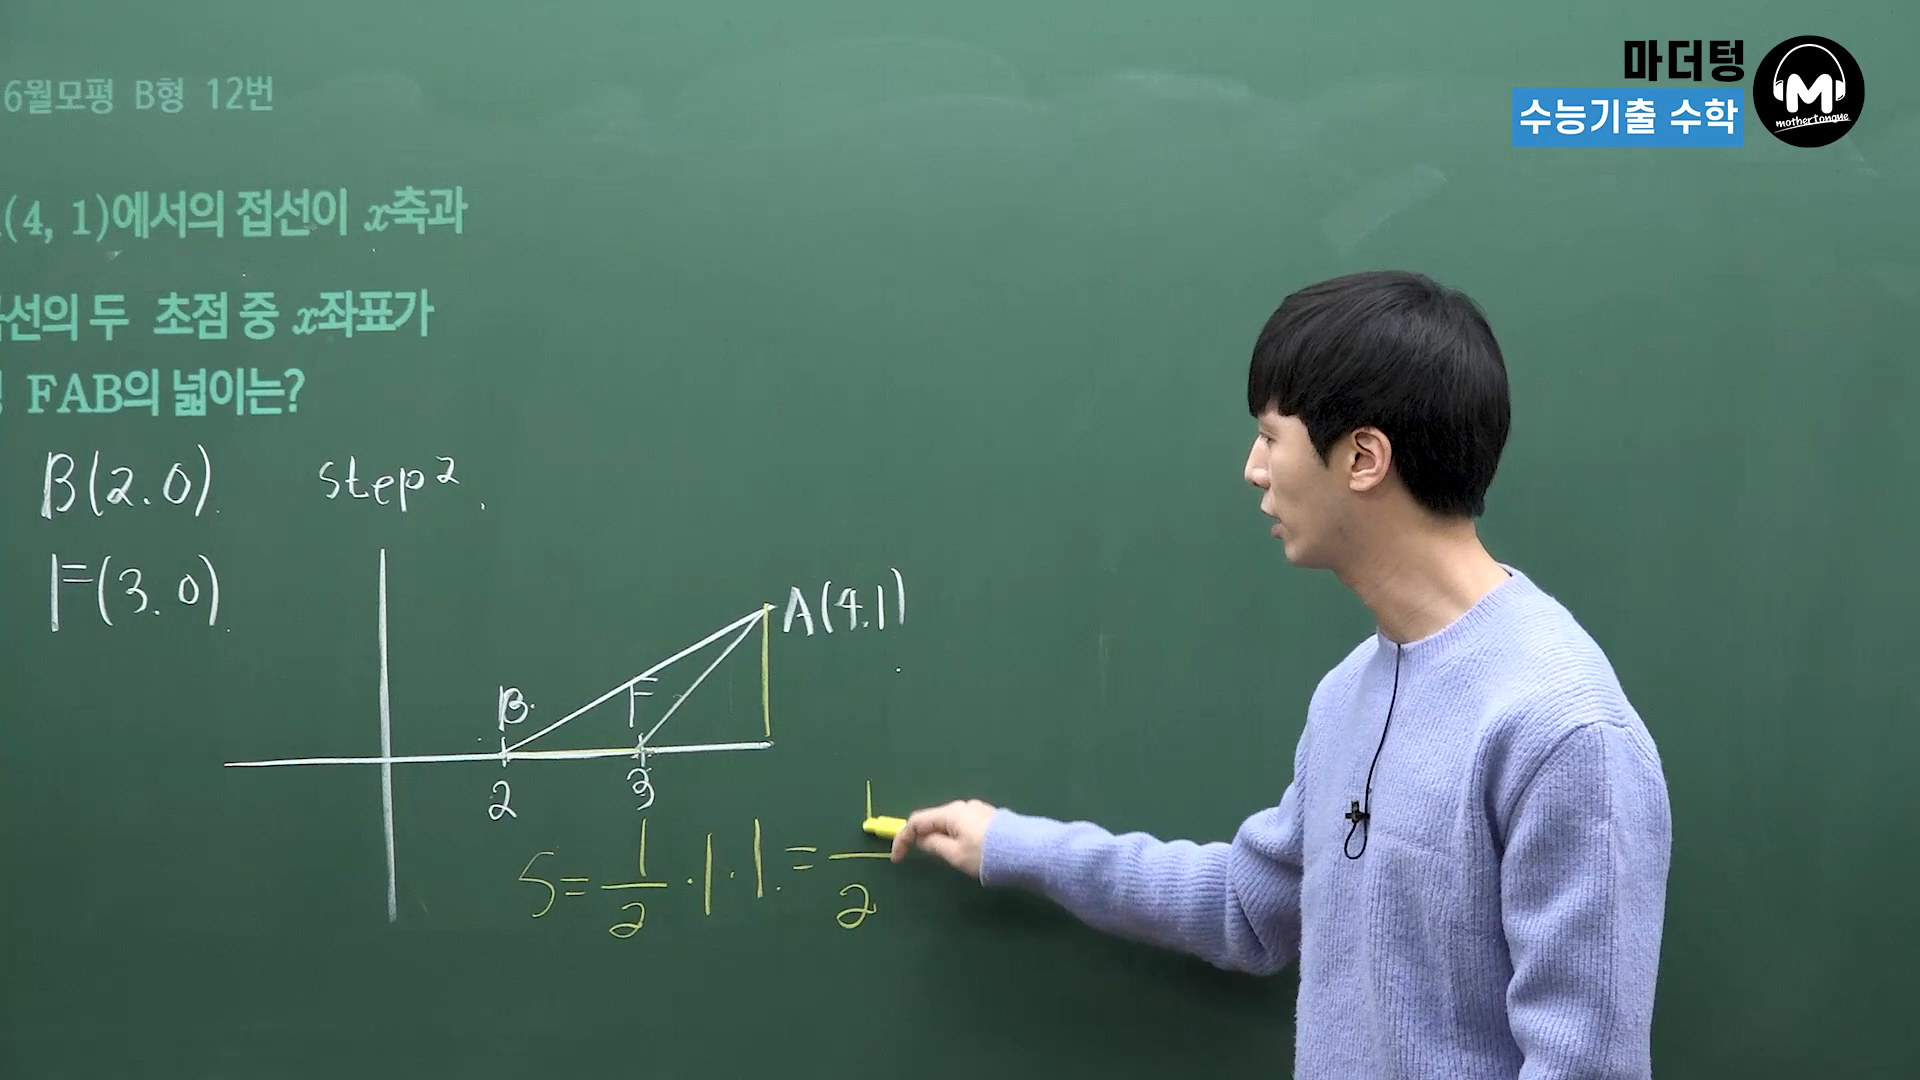 6월모평 B형 12번
(4, 1)에서의 접선이 x축과
선의 두 초점 중 x좌표가
FAB의 넓이는?
B(2.0).
step2.
F(3.0).
A(4.1)
B.
F
2
3
S=1/2·1·1.=1/2
마더텅
수능기출 수학
M
mothertongue